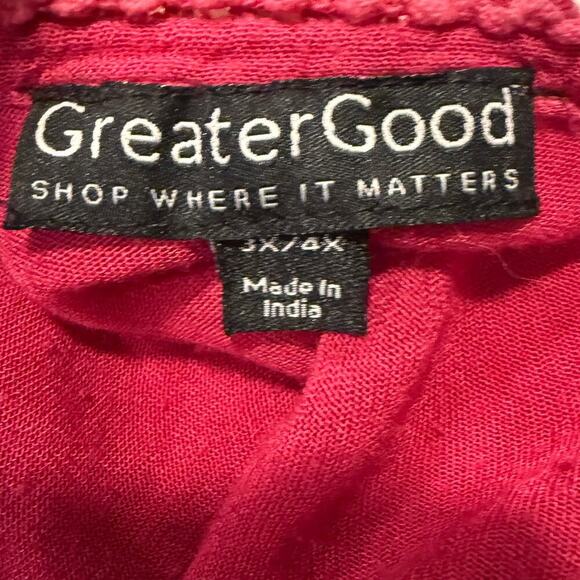 GreaterGood
SHOP WHERE IT MATTERS
3X/4X
Made in
India